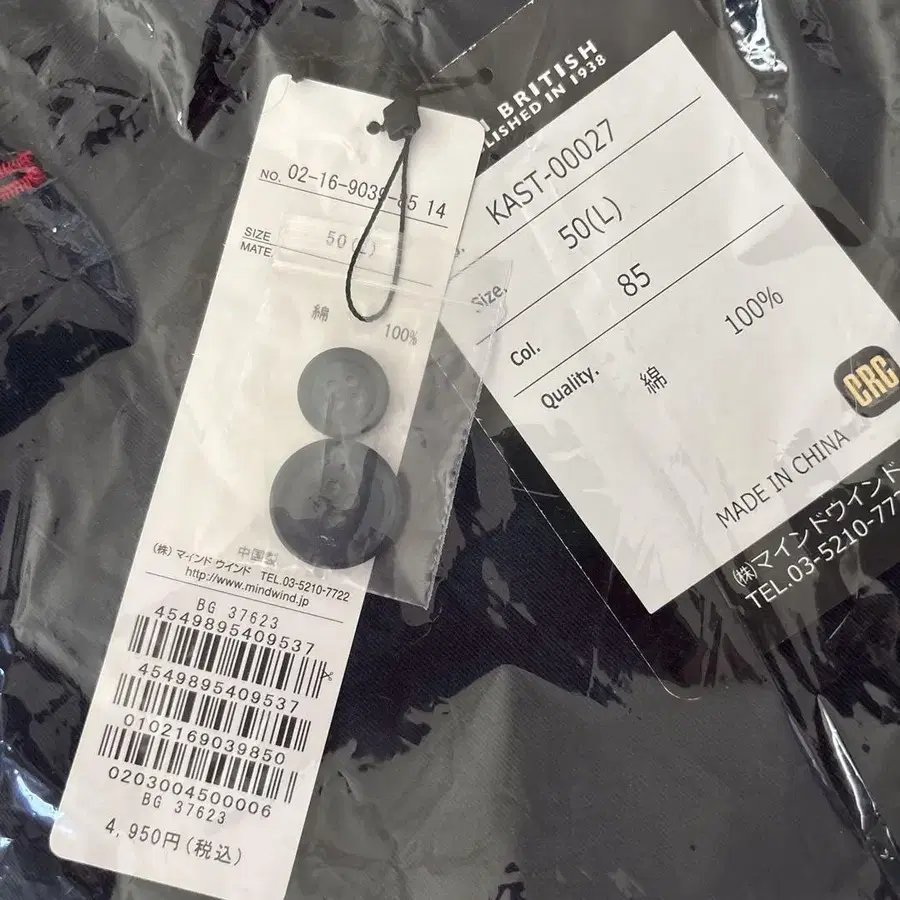 NO. 02-16-9039-85 14
SIZE 50(L)
MATE
綿 100%
中国製
(株) マインド ウインド TEL.03-5210-7722
http://www.mindwind.jp
BG 37623
4549895409537
4549895409537
0102169039850
0203004500006
BG 37623
4,950円(税込)
BRITISH
LISHED IN 1938
KAST-00027
Size. 50(L)
Col. 85
Quality. 綿 100%
CRC
MADE IN CHINA
(株)マインドウインド
TEL.03-5210-772